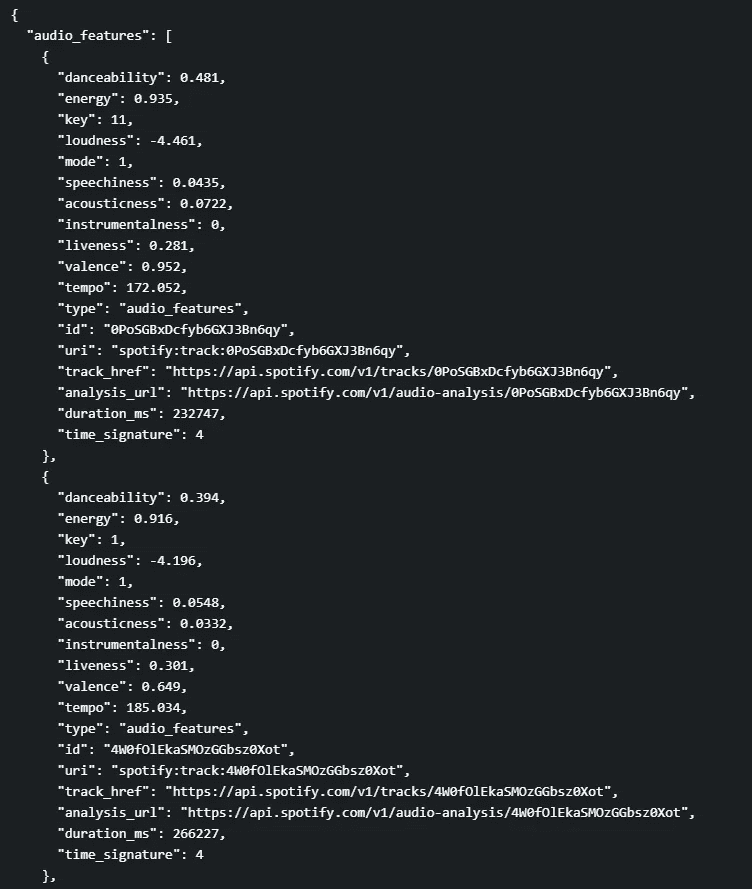 {
"audio_features": [
{
"danceability": 0.481,
"energy": 0.935,
"key": 11,
"loudness": -4.461,
"mode": 1,
"speechiness": 0.0435,
"acousticness": 0.0722,
"instrumentalness": 0,
"liveness": 0.281,
"valence": 0.952,
"tempo": 172.052,
"type": "audio_features",
"id": "0PoSGBxDcfyb6GXJ3Bn6qy",
"uri": "spotify:track:0PoSGBxDcfyb6GXJ3Bn6qy",
"track_href": "https://api.spotify.com/v1/tracks/0PoSGBxDcfyb6GXJ3Bn6qy",
"analysis_url": "https://api.spotify.com/v1/audio-analysis/0PoSGBxDcfyb6GXJ3Bn6qy",
"duration_ms": 232747,
"time_signature": 4
},
{
"danceability": 0.394,
"energy": 0.916,
"key": 1,
"loudness": -4.196,
"mode": 1,
"speechiness": 0.0548,
"acousticness": 0.0332,
"instrumentalness": 0,
"liveness": 0.301,
"valence": 0.649,
"tempo": 185.034,
"type": "audio_features",
"id": "4W0fOlEkaSMOzGGbsz0Xot",
"uri": "spotify:track:4W0fOlEkaSMOzGGbsz0Xot",
"track_href": "https://api.spotify.com/v1/tracks/4W0fOlEkaSMOzGGbsz0Xot",
"analysis_url": "https://api.spotify.com/v1/audio-analysis/4W0fOlEkaSMOzGGbsz0Xot",
"duration_ms": 266227,
"time_signature": 4
},